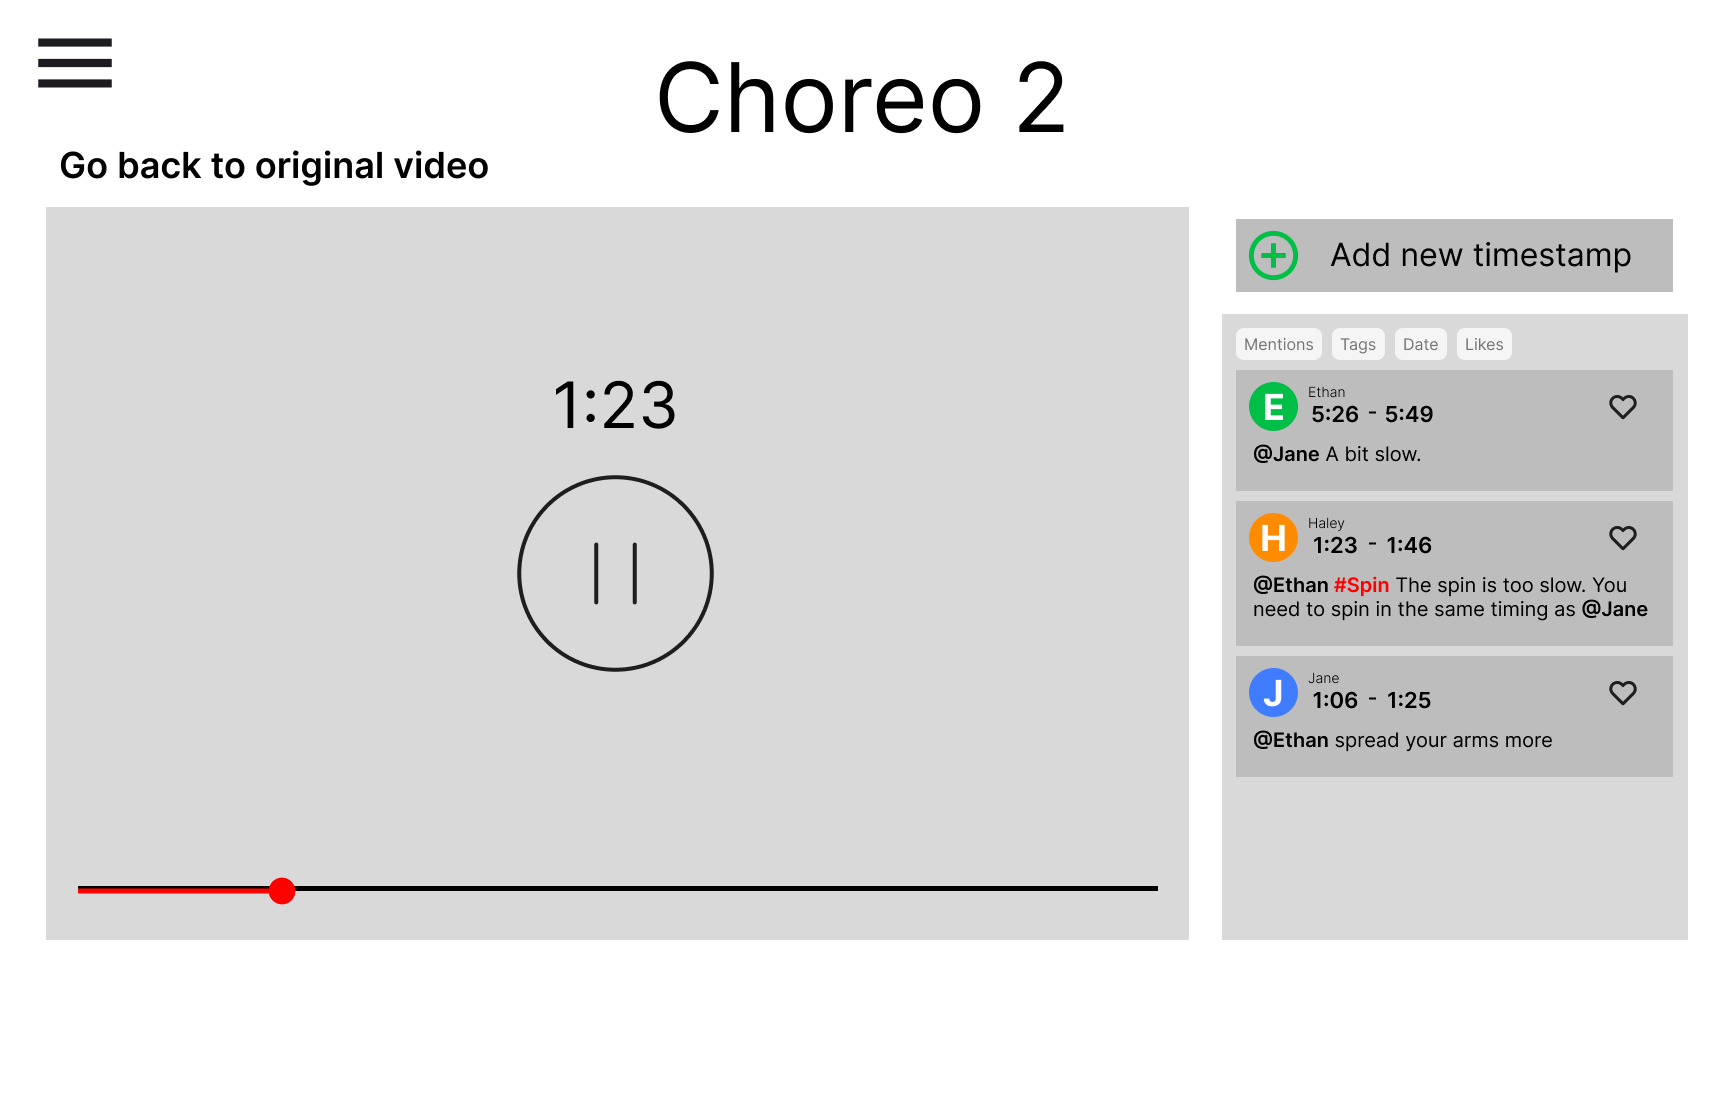 Choreo 2
Go back to original video
1:23
Add new timestamp
Mentions Tags Date Likes
E
Ethan
5:26 - 5:49
@Jane A bit slow.
H
Haley
1:23 - 1:46
@Ethan #Spin The spin is too slow. You
need to spin in the same timing as @Jane
J
Jane
1:06 - 1:25
@Ethan spread your arms more